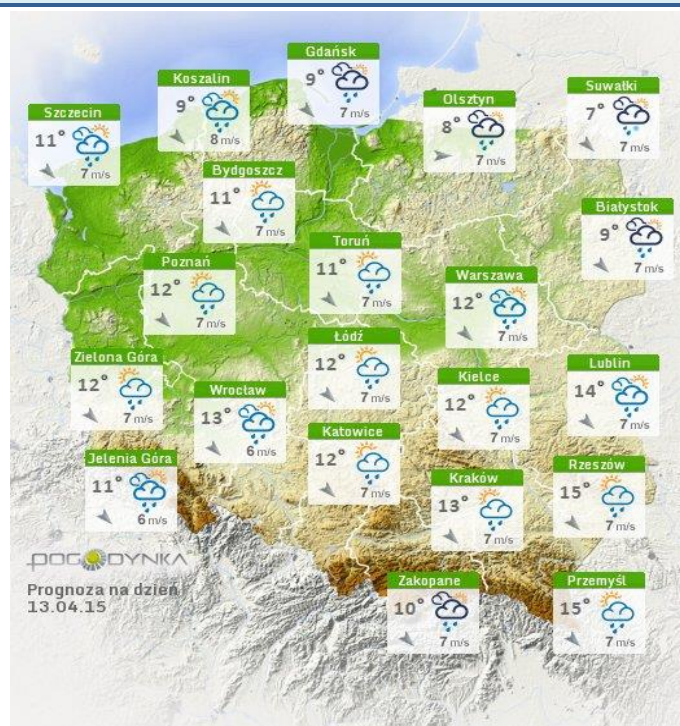 Gdańsk
9°
7 m/s
Koszalin
9°
8 m/s
Suwałki
7°
7 m/s
Olsztyn
8°
7 m/s
Szczecin
11°
7 m/s
Bydgoszcz
11°
7 m/s
Białystok
9°
7 m/s
Toruń
11°
7 m/s
Poznań
12°
7 m/s
Warszawa
12°
7 m/s
Łódź
12°
7 m/s
Zielona Góra
12°
7 m/s
Lublin
14°
7 m/s
Kielce
12°
7 m/s
Wrocław
13°
6 m/s
Katowice
12°
7 m/s
Jelenia Góra
11°
6 m/s
Rzeszów
15°
7 m/s
Kraków
13°
7 m/s
POGODYNKA
Prognoza na dzień
13.04.15
Zakopane
10°
7 m/s
Przemyśl
15°
7 m/s